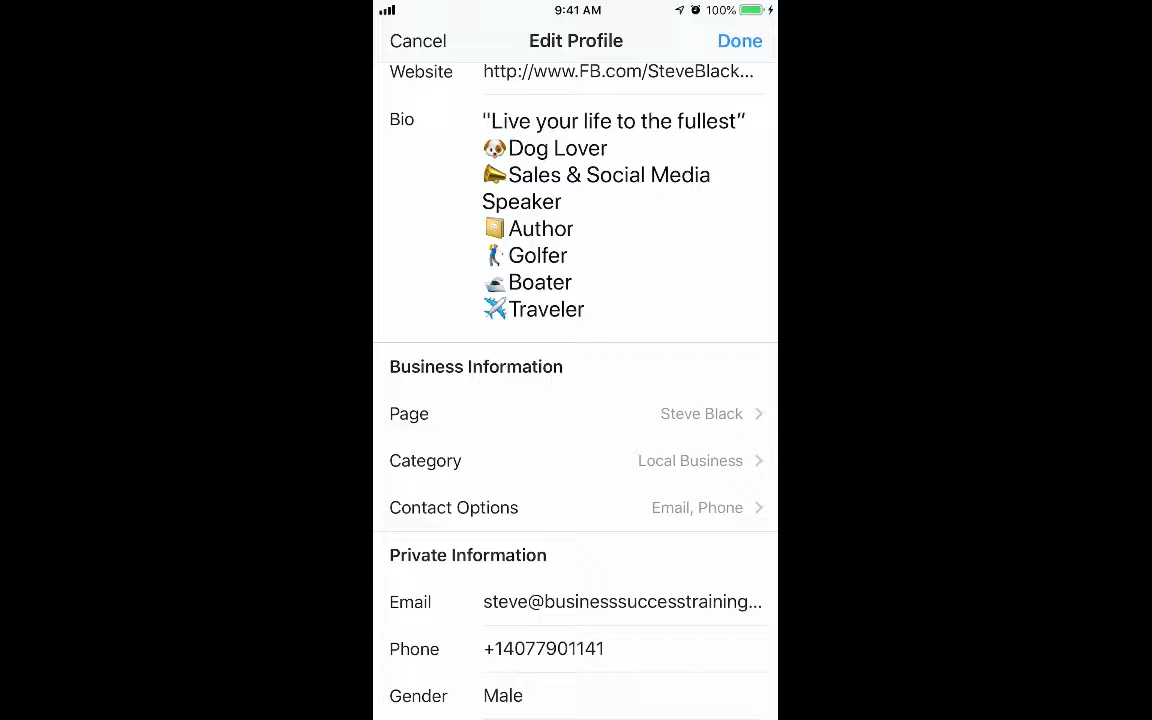 9:41 AM 100%
Cancel Edit Profile Done
Website http://www.FB.com/SteveBlack...
Bio "Live your life to the fullest”
🐶Dog Lover
📣Sales & Social Media
Speaker
📒Author
🏌Golfer
🛥Boater
✈️Traveler
Business Information
Page Steve Black
Category Local Business
Contact Options Email, Phone
Private Information
Email steve@businesssuccesstraining...
Phone +14077901141
Gender Male